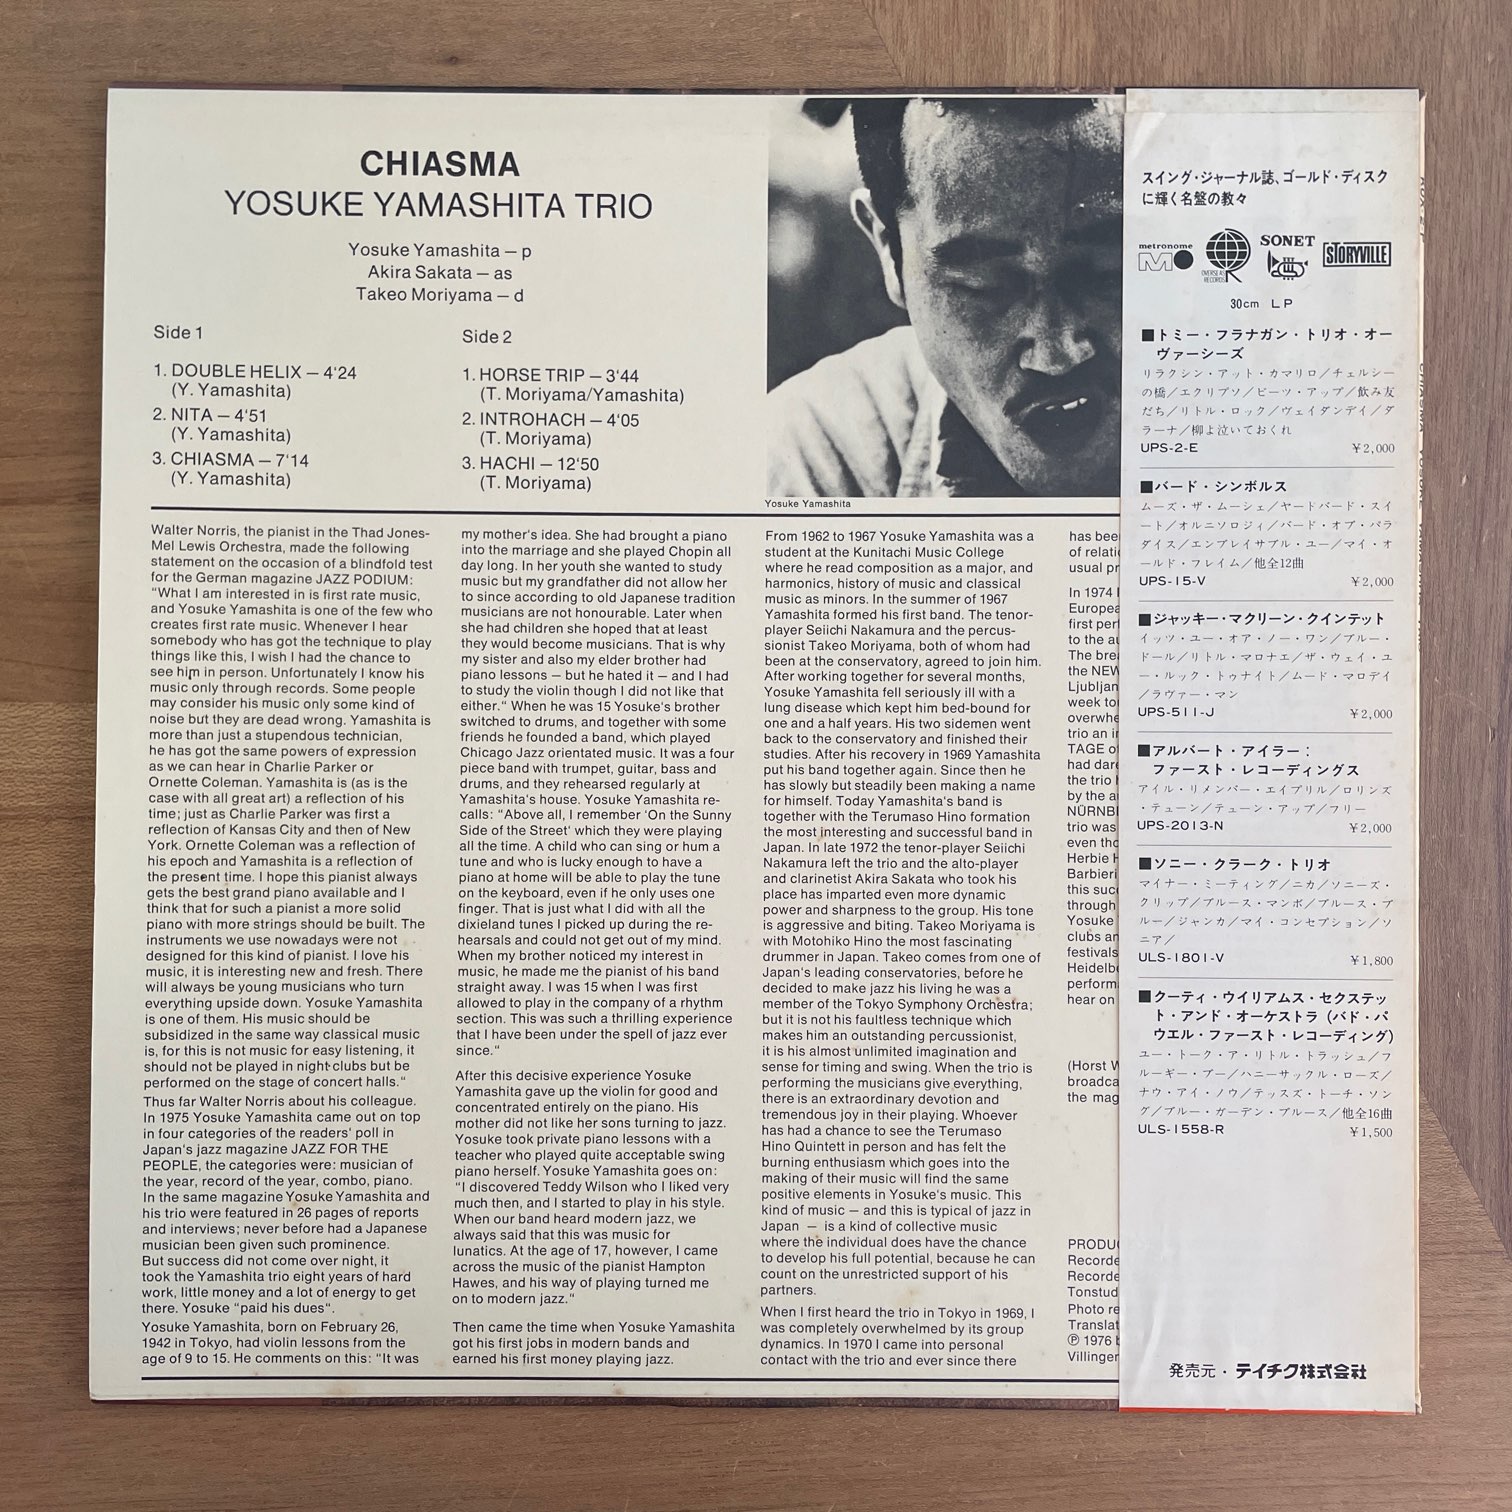 CHIASMA
YOSUKE YAMASHITA TRIO
Yosuke Yamashita – p
Akira Sakata – as
Takeo Moriyama – d
Side 1
1. DOUBLE HELIX – 4'24
(Y. Yamashita)
2. NITA – 4'51
(Y. Yamashita)
3. CHIASMA – 7'14
(Y. Yamashita)
Side 2
1. HORSE TRIP – 3'44
(T. Moriyama/Yamashita)
2. INTROHACH – 4'05
(T. Moriyama)
3. HACHI – 12'50
(T. Moriyama)
Yosuke Yamashita
Walter Norris, the pianist in the Thad Jones-
Mel Lewis Orchestra, made the following
statement on the occasion of a blindfold test
for the German magazine JAZZ PODIUM:
"What I am interested in is first rate music,
and Yosuke Yamashita is one of the few who
creates first rate music. Whenever I hear
somebody who has got the technique to play
things like this, I wish I had the chance to
see him in person. Unfortunately I know his
music only through records. Some people
may consider his music only some kind of
noise but they are dead wrong. Yamashita is
more than just a stupendous technician,
he has got the same powers of expression
as we can hear in Charlie Parker or
Ornette Coleman. Yamashita is (as is the
case with all great art) a reflection of his
time; just as Charlie Parker was first a
reflection of Kansas City and then of New
York. Ornette Coleman was a reflection of
his epoch and Yamashita is a reflection of
the present time. I hope this pianist always
gets the best grand piano available and I
think that for such a pianist a more solid
piano with more strings should be built. The
instruments we use nowadays were not
designed for this kind of pianist. I love his
music, it is interesting new and fresh. There
will always be young musicians who turn
everything upside down. Yosuke Yamashita
is one of them. His music should be
subsidized in the same way classical music
is, for this is not music for easy listening, it
should not be played in night-clubs but be
performed on the stage of concert halls."
Thus far Walter Norris about his colleague.
In 1975 Yosuke Yamashita came out on top
in four categories of the readers' poll in
Japan's jazz magazine JAZZ FOR THE
PEOPLE, the categories were: musician of
the year, record of the year, combo, piano.
In the same magazine Yosuke Yamashita and
his trio were featured in 26 pages of reports
and interviews; never before had a Japanese
musician been given such prominence.
But success did not come over night, it
took the Yamashita trio eight years of hard
work, little money and a lot of energy to get
there. Yosuke "paid his dues".
Yosuke Yamashita, born on February 26,
1942 in Tokyo, had violin lessons from the
age of 9 to 15. He comments on this: "It was
my mother's idea. She had brought a piano
into the marriage and she played Chopin all
day long. In her youth she wanted to study
music but my grandfather did not allow her
to since according to old Japanese tradition
musicians are not honourable. Later when
she had children she hoped that at least
they would become musicians. That is why
my sister and also my elder brother had
piano lessons – but he hated it – and I had
to study the violin though I did not like that
either." When he was 15 Yosuke's brother
switched to drums, and together with some
friends he founded a band, which played
Chicago Jazz orientated music. It was a four
piece band with trumpet, guitar, bass and
drums, and they rehearsed regularly at
Yamashita's house. Yosuke Yamashita re-
calls: "Above all, I remember 'On the Sunny
Side of the Street' which they were playing
all the time. A child who can sing or hum a
tune and who is lucky enough to have a
piano at home will be able to play the tune
on the keyboard, even if he only uses one
finger. That is just what I did with all the
dixieland tunes I picked up during the re-
hearsals and could not get out of my mind.
When my brother noticed my interest in
music, he made me the pianist of his band
straight away. I was 15 when I was first
allowed to play in the company of a rhythm
section. This was such a thrilling experience
that I have been under the spell of jazz ever
since."
After this decisive experience Yosuke
Yamashita gave up the violin for good and
concentrated entirely on the piano. His
mother did not like her sons turning to jazz.
Yosuke took private piano lessons with a
teacher who played quite acceptable swing
piano herself. Yosuke Yamashita goes on:
"I discovered Teddy Wilson who I liked very
much then, and I started to play in his style.
When our band heard modern jazz, we
always said that this was music for
lunatics. At the age of 17, however, I came
across the music of the pianist Hampton
Hawes, and his way of playing turned me
on to modern jazz."
Then came the time when Yosuke Yamashita
got his first jobs in modern bands and
earned his first money playing jazz.
From 1962 to 1967 Yosuke Yamashita was a
student at the Kunitachi Music College
where he read composition as a major, and
harmonics, history of music and classical
music as minors. In the summer of 1967
Yamashita formed his first band. The tenor-
player Seiichi Nakamura and the percus-
sionist Takeo Moriyama, both of whom had
been at the conservatory, agreed to join him.
After working together for several months,
Yosuke Yamashita fell seriously ill with a
lung disease which kept him bed-bound for
one and a half years. His two sidemen went
back to the conservatory and finished their
studies. After his recovery in 1969 Yamashita
put his band together again. Since then he
has slowly but steadily been making a name
for himself. Today Yamashita's band is
together with the Terumaso Hino formation
the most interesting and successful band in
Japan. In late 1972 the tenor-player Seiichi
Nakamura left the trio and the alto-player
and clarinetist Akira Sakata who took his
place has imparted even more dynamic
power and sharpness to the group. His tone
is aggressive and biting. Takeo Moriyama is
with Motohiko Hino the most fascinating
drummer in Japan. Takeo comes from one of
Japan's leading conservatories, before he
decided to make jazz his living he was a
member of the Tokyo Symphony Orchestra;
but it is not his faultless technique which
makes him an outstanding percussionist,
it is his almost unlimited imagination and
sense for timing and swing. When the trio is
performing the musicians give everything,
there is an extraordinary devotion and
tremendous joy in their playing. Whoever
has had a chance to see the Terumaso
Hino Quintett in person and has felt the
burning enthusiasm which goes into the
making of their music will find the same
positive elements in Yosuke's music. This
kind of music – and this is typical of jazz in
Japan – is a kind of collective music
where the individual does have the chance
to develop his full potential, because he can
count on the unrestricted support of his
partners.
When I first heard the trio in Tokyo in 1969, I
was completely overwhelmed by its group
dynamics. In 1970 I came into personal
contact with the trio and ever since there
has bee
of relati
usual pr
In 1974 I
Europea
first perf
to the au
The brea
the NEW
Ljubljan
week to
overwhe
trio an i
TAGE o
had dare
the trio
by the a
NÜRNB
trio was
even tho
Herbie H
Barbieri
this suc
through
Yosuke
clubs an
festivals
Heidelbe
perform
hear on
(Horst W
broadca
the mag
PRODU
Recorde
Recorde
Tonstud
Photo re
Translat
℗ 1976 b
Villinger
スイング・ジャーナル誌、ゴールド・ディスク
に輝く名盤の数々
metronome
OVERSEAS RECORDS
SONET
STORYVILLE
30cm LP
■トミー・フラナガン・トリオ・オー
ヴァーシーズ
リラクシン・アット・カマリロ/チェルシー
の橋/エクリプソ/ビーツ・アップ/飲み友
だち/リトル・ロック/ヴェイダンデイ/ダ
ラーナ/柳よ泣いておくれ
UPS-2-E ¥2,000
■バード・シンボルス
ムーズ・ザ・ムーシェ/ヤードバード・スイ
ート/オルニソロジィ/バード・オブ・パラ
ダイス/エンブレイサブル・ユー/マイ・オ
ールド・フレイム/他全12曲
UPS-15-V ¥2,000
■ジャッキー・マクリーン・クインテット
イッツ・ユー・オア・ノー・ワン/ブルー・
ドール/リトル・マロナエ/ザ・ウェイ・ユ
ー・ルック・トゥナイト/ムード・マロデイ
/ラヴァー・マン
UPS-511-J ¥2,000
■アルバート・アイラー:
ファースト・レコーディングス
アイル・リメンバー・エイプリル/ロリンズ
・テューン/テューン・アップ/フリー
UPS-2013-N ¥2,000
■ソニー・クラーク・トリオ
マイナー・ミーティング/ニカ/ソニーズ・
クリップ/ブルース・マンボ/ブルース・ブ
ルー/ジャンカ/マイ・コンセプション/ソ
ニア/
ULS-1801-V ¥1,800
■クーティ・ウイリアムス・セクステッ
ト・アンド・オーケストラ (バド・パ
ウエル・ファースト・レコーディング)
ユー・トーク・ア・リトル・トラッシュ/フ
ルーギー・ブー/ハニーサックル・ローズ/
ナウ・アイ・ノウ/テッスズ・トーチ・ソン
グ/ブルー・ガーデン・ブルース/他全16曲
ULS-1558-R ¥1,500
発売元・テイチク株式会社